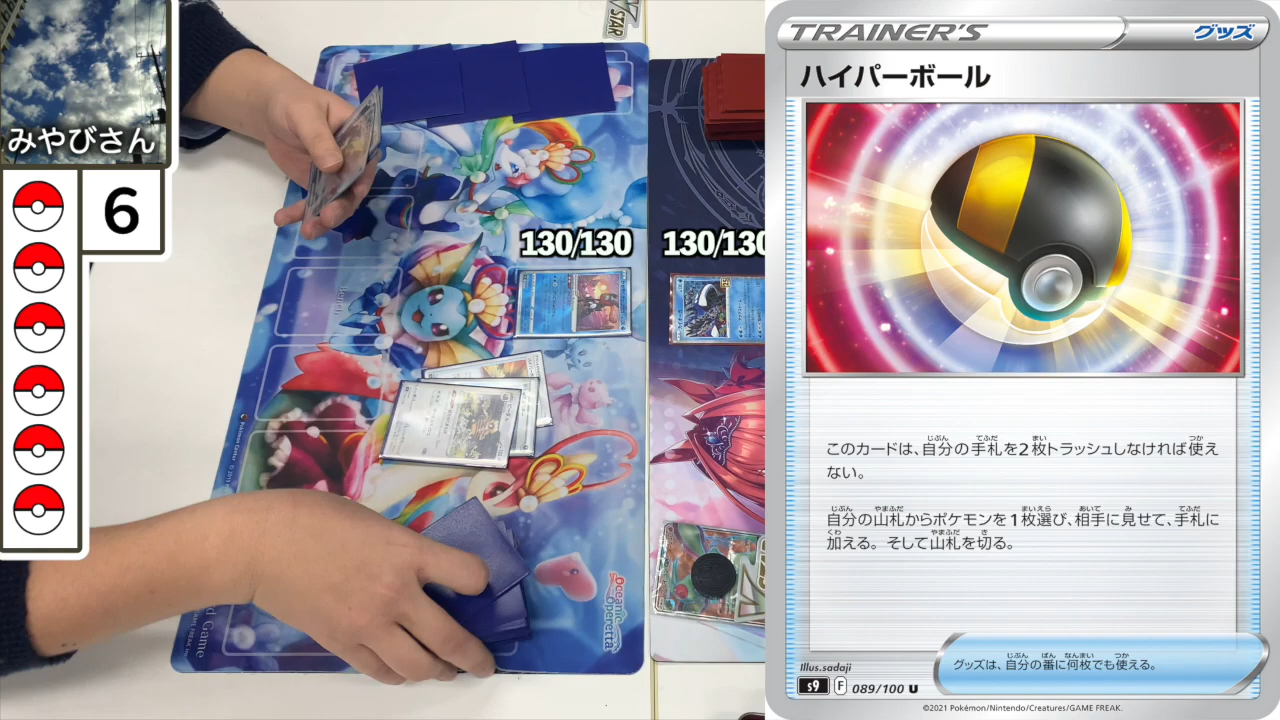 みやびさん
6
130/130
130/130
STAR
Oceanic
Operetta
TRAINER'S
グッズ
ハイパーボール
このカードは、自分の手札を2枚トラッシュしなければ使え
ない。
自分の山札からポケモンを1枚選び、相手に見せて、手札に
加える。そして山札を切る。
グッズは、自分の番に何枚でも使える。
Illus.sadaji
s9 F 089/100 U
©2021 Pokémon/Nintendo/Creatures/GAME FREAK.